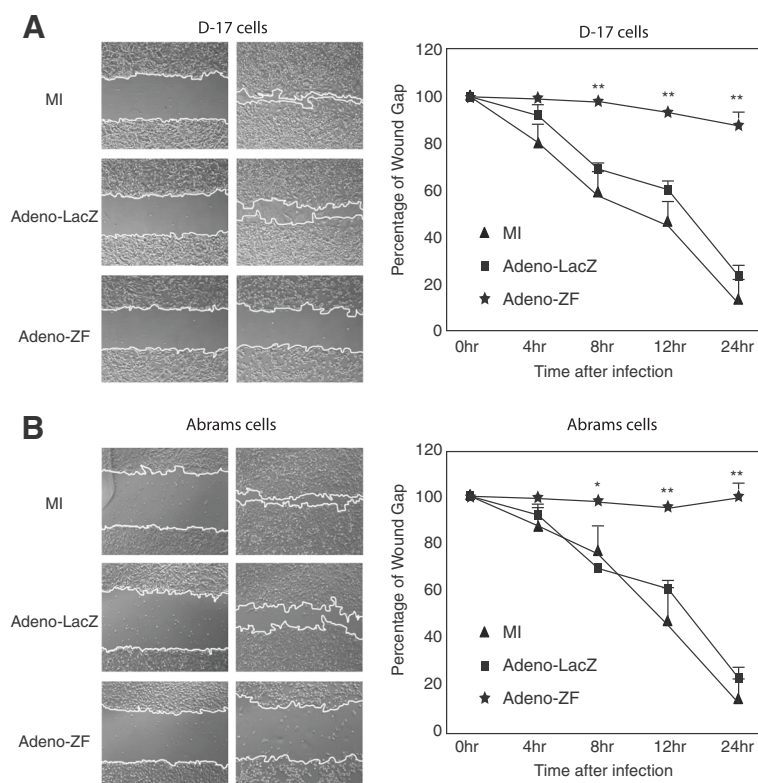 A
D-17 cells
MI
Adeno-LacZ
Adeno-ZF
D-17 cells
Percentage of Wound Gap
120
100
80
60
40
20
0
**
**
**
MI
Adeno-LacZ
Adeno-ZF
0hr 4hr 8hr 12hr 24hr
Time after infection
B
Abrams cells
MI
Adeno-LacZ
Adeno-ZF
Abrams cells
Percentage of Wound Gap
120
100
80
60
40
20
0
*
**
**
MI
Adeno-LacZ
Adeno-ZF
0hr 4hr 8hr 12hr 24hr
Time after infection